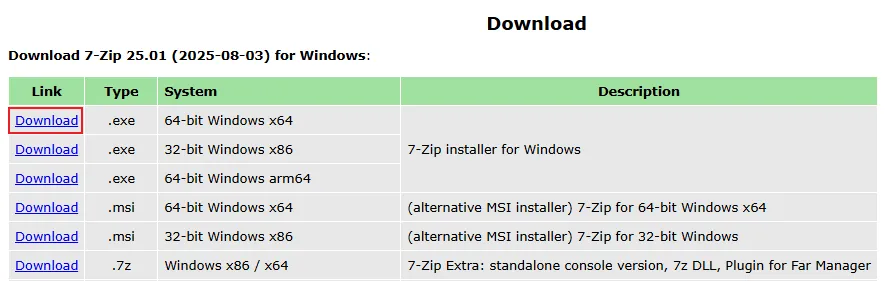 Download
Download 7-Zip 25.01 (2025-08-03) for Windows:
Link Type System Description
Download .exe 64-bit Windows x64
Download .exe 32-bit Windows x86 7-Zip installer for Windows
Download .exe 64-bit Windows arm64
Download .msi 64-bit Windows x64 (alternative MSI installer) 7-Zip for 64-bit Windows x64
Download .msi 32-bit Windows x86 (alternative MSI installer) 7-Zip for 32-bit Windows
Download .7z Windows x86 / x64 7-Zip Extra: standalone console version, 7z DLL, Plugin for Far Manager